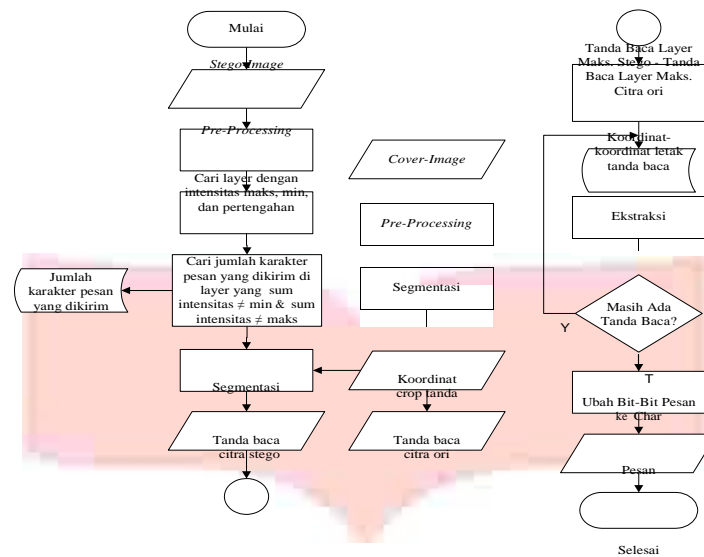 Mulai
Stego-Image
Pre-Processing
Cari layer dengan
intensitas maks, min,
dan pertengahan
Cari jumlah karakter
pesan yang dikirim di
layer yang sum
intensitas ≠ min & sum
intensitas ≠ maks
Jumlah
karakter pesan
yang dikirim
Segmentasi
Tanda baca
citra stego
Cover-Image
Pre-Processing
Segmentasi
Koordinat
crop tanda
Tanda baca
citra ori
Tanda Baca Layer
Maks. Stego - Tanda
Baca Layer Maks.
Citra ori
Koordinat-
koordinat letak
tanda baca
Ekstraksi
Masih Ada
Tanda Baca?
Y
T
Ubah Bit-Bit Pesan
ke Char
Pesan
Selesai